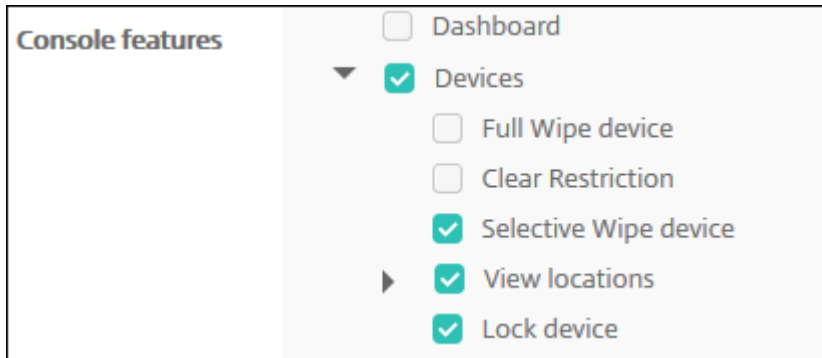 Console features
Dashboard
Devices
Full Wipe device
Clear Restriction
Selective Wipe device
View locations
Lock device